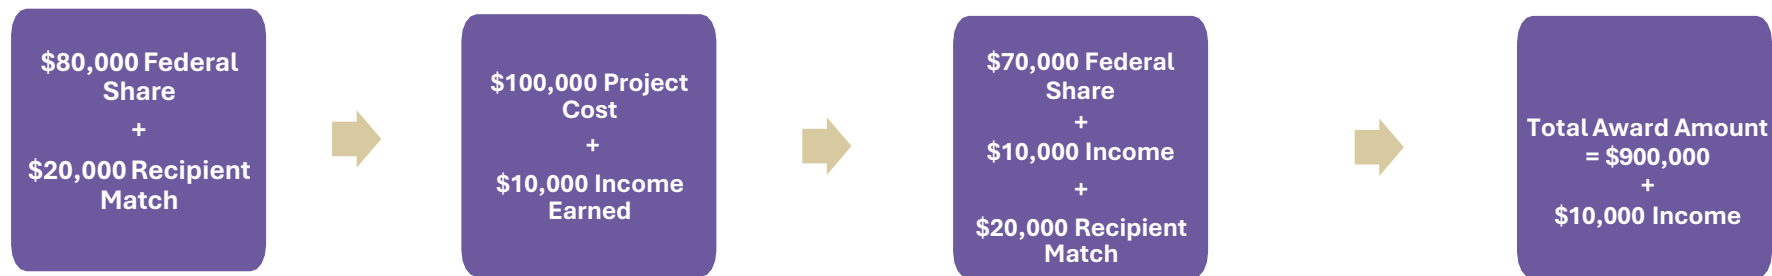 $80,000 Federal
Share
+
$20,000 Recipient
Match
$100,000 Project
Cost
+
$10,000 Income
Earned
$70,000 Federal
Share
+
$10,000 Income
+
$20,000 Recipient
Match
Total Award Amount
= $900,000
+
$10,000 Income